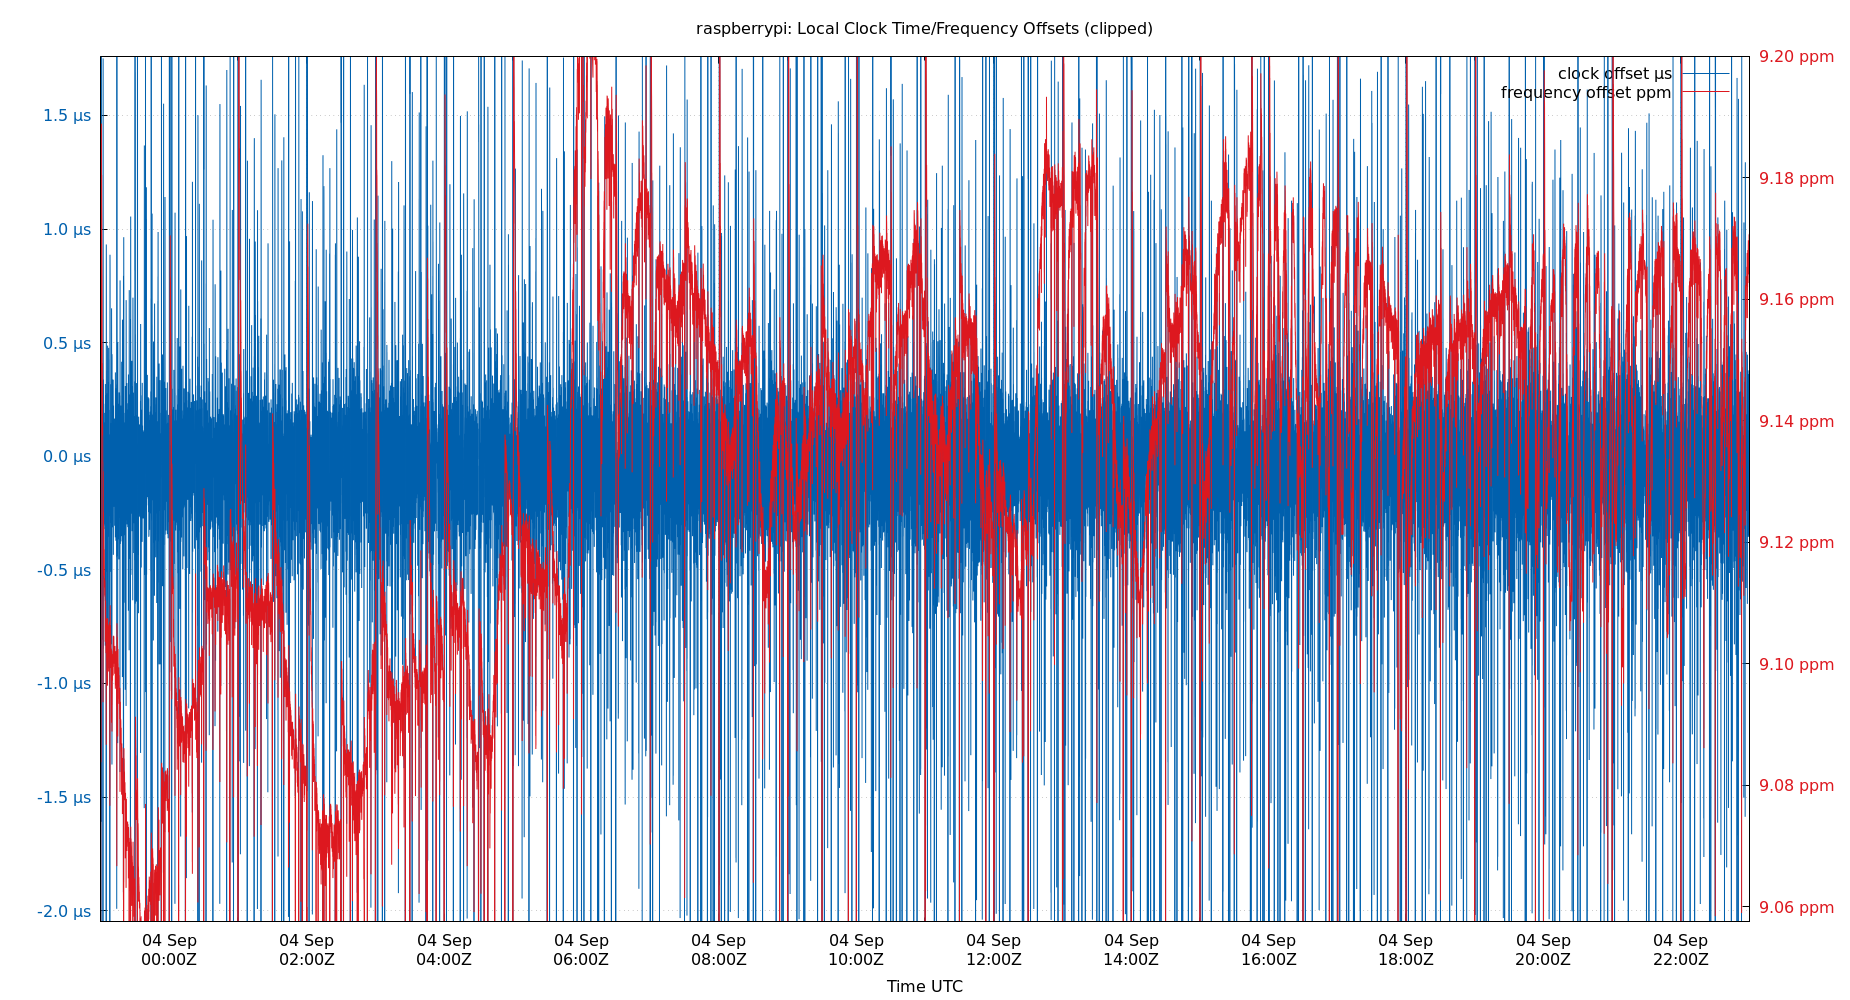 raspberrypi: Local Clock Time/Frequency Offsets (clipped)
clock offset µs
frequency offset ppm
1.5 µs
1.0 µs
0.5 µs
0.0 µs
-0.5 µs
-1.0 µs
-1.5 µs
-2.0 µs
9.20 ppm
9.18 ppm
9.16 ppm
9.14 ppm
9.12 ppm
9.10 ppm
9.08 ppm
9.06 ppm
04 Sep 04 Sep 04 Sep 04 Sep 04 Sep 04 Sep 04 Sep 04 Sep 04 Sep 04 Sep 04 Sep 04 Sep
00:00Z 02:00Z 04:00Z 06:00Z 08:00Z 10:00Z 12:00Z 14:00Z 16:00Z 18:00Z 20:00Z 22:00Z
Time UTC